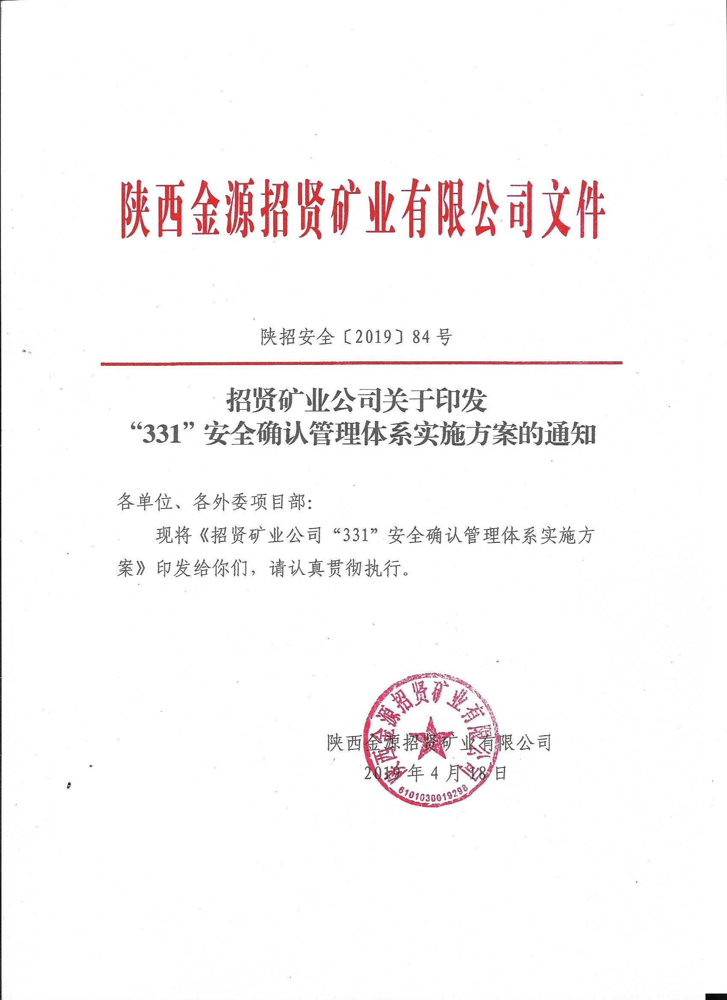 陕西金源招贤矿业有限公司文件
陕招安全〔2019〕84 号
招贤矿业公司关于印发
“331”安全确认管理体系实施方案的通知
各单位、各外委项目部：
现将《招贤矿业公司“331”安全确认管理体系实施方
案》印发给你们，请认真贯彻执行。
陕西金源招贤矿业有限公司
2019 年 4 月 18 日
陕西金源招贤矿业有限公司
6101030019298